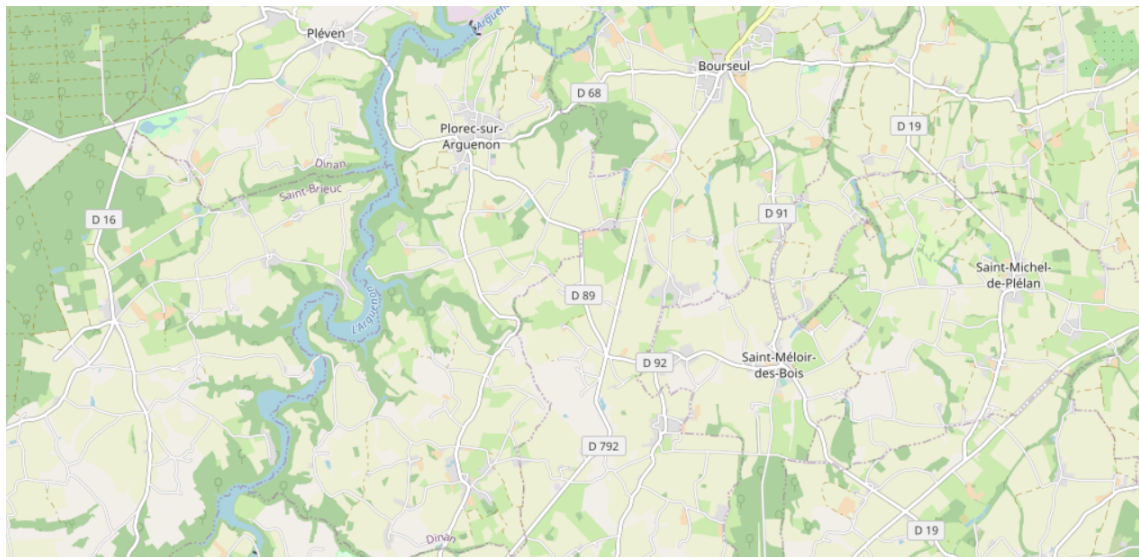 Arguenon
Pléven
Bourseul
D 68
Plorec-sur-
Arguenon
D 19
Dinan
Saint-Brieuc
D 16
D 91
Saint-Michel-
de-Plélan
L'Arguenon
D 89
D 92
Saint-Méloir-
des-Bois
D 792
D 19
Dinan